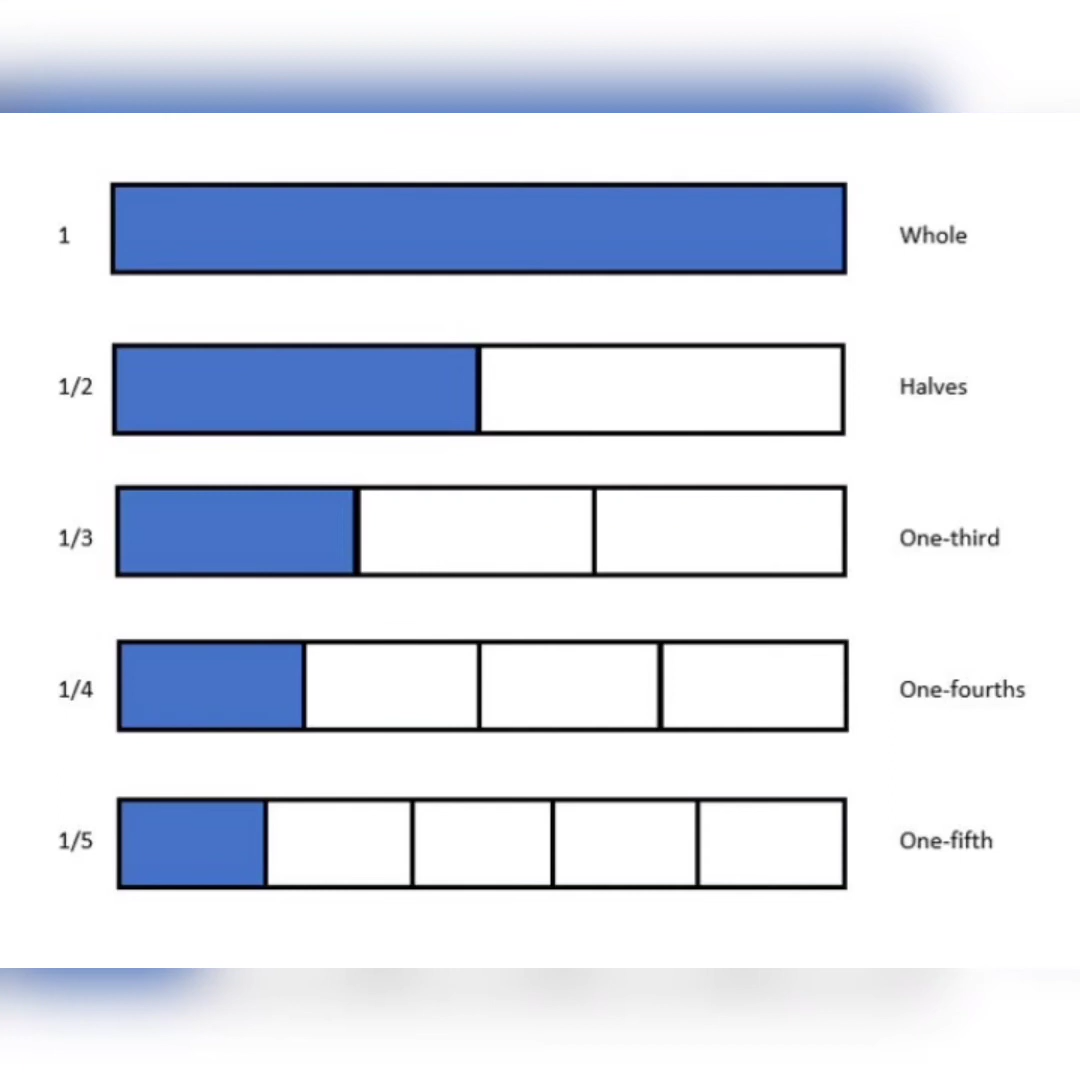 1 Whole
1/2 Halves
1/3 One-third
1/4 One-fourths
1/5 One-fifth